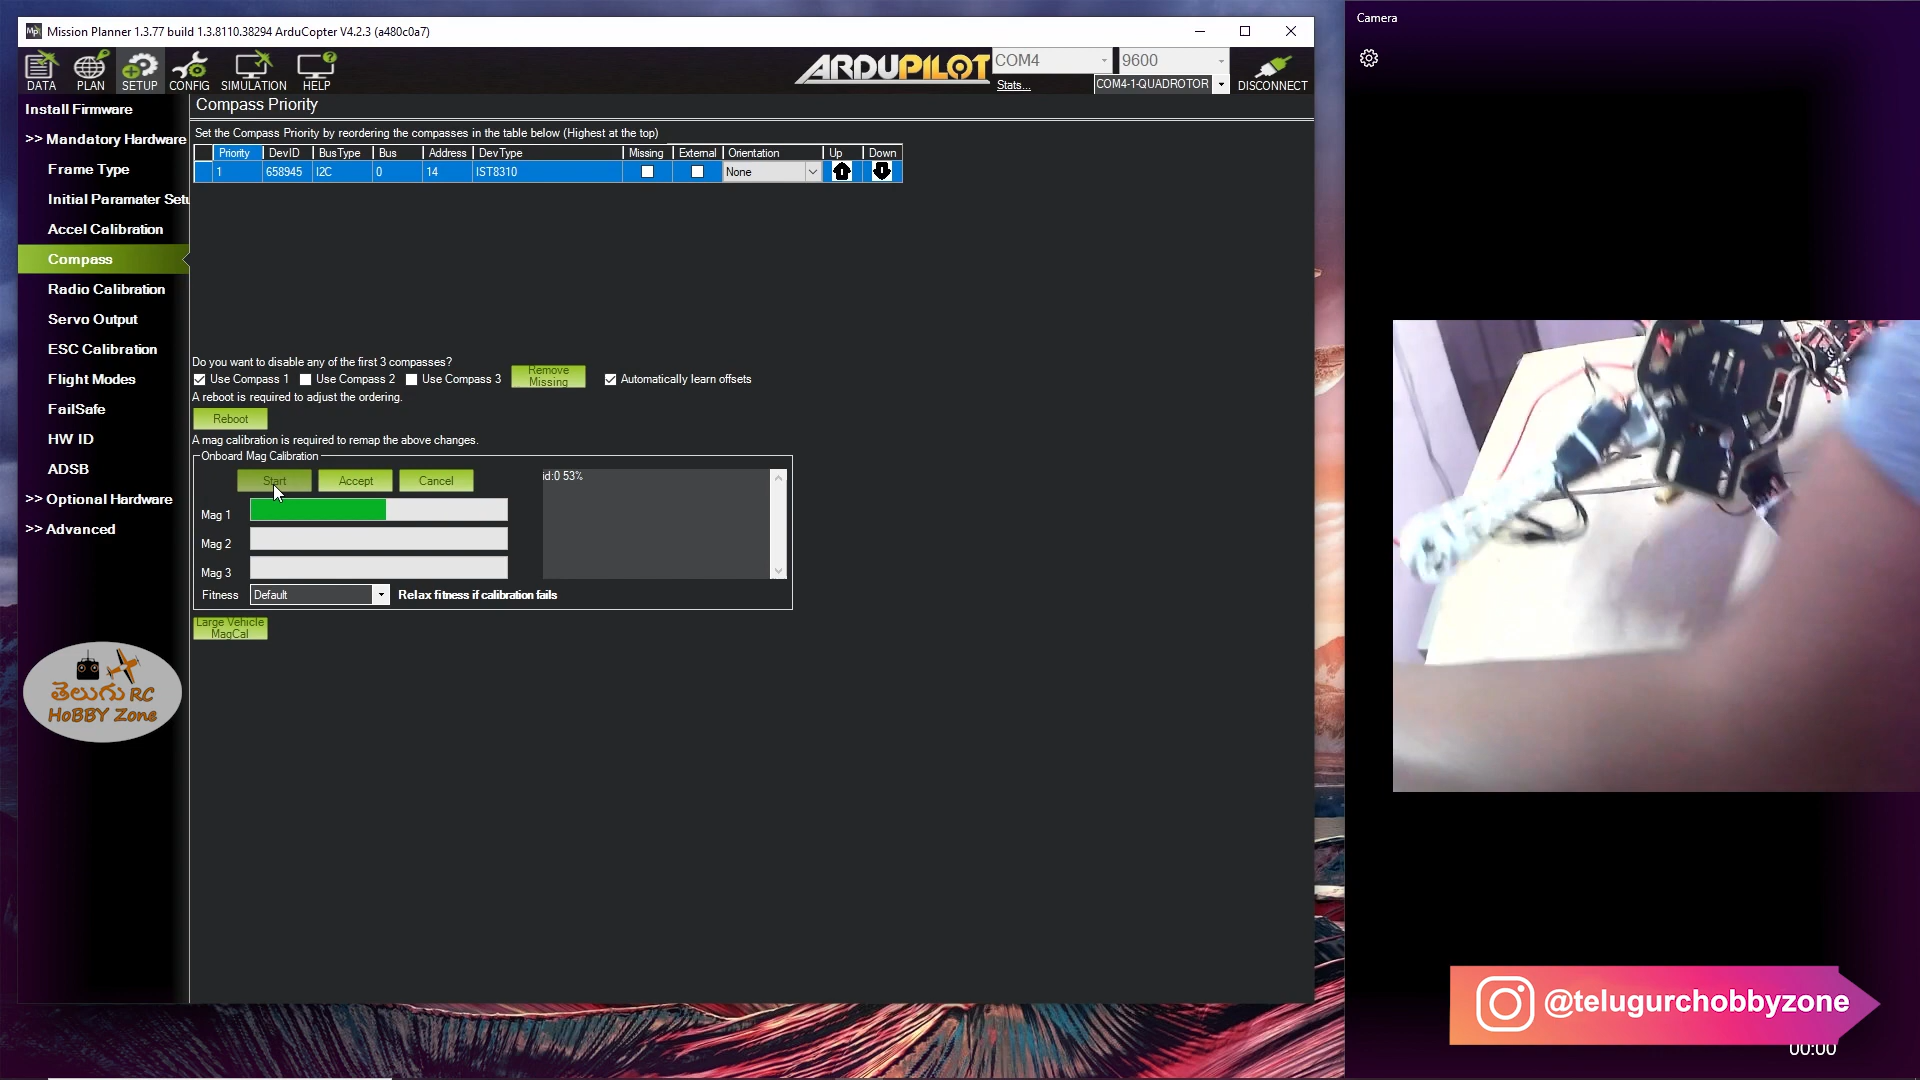 Mission Planner 1.3.77 build 1.3.8110.38294 ArduCopter V4.2.3 (a480c0a7)
DATA PLAN SETUP CONFIG SIMULATION HELP
ARDUPILOT
COM4 9600
Stats... COM4-1-QUADROTOR DISCONNECT
Install Firmware
>> Mandatory Hardware
Frame Type
Initial Paramater Setu
Accel Calibration
Compass
Radio Calibration
Servo Output
ESC Calibration
Flight Modes
FailSafe
HW ID
ADSB
>> Optional Hardware
>> Advanced
తెలుగు RC
HoBBY Zone
Compass Priority
Set the Compass Priority by reordering the compasses in the table below (Highest at the top)
Priority DevID BusType Bus Address DevType Missing External Orientation Up Down
1 658945 I2C 0 14 IST8310 None
Do you want to disable any of the first 3 compasses?
Use Compass 1 Use Compass 2 Use Compass 3 Remove Missing Automatically learn offsets
A reboot is required to adjust the ordering.
Reboot
A mag calibration is required to remap the above changes.
Onboard Mag Calibration
Start Accept Cancel
id:0 53%
Mag 1
Mag 2
Mag 3
Fitness Default Relax fitness if calibration fails
Large Vehicle
MagCal
Camera
@telugurchobbyzone
00:00